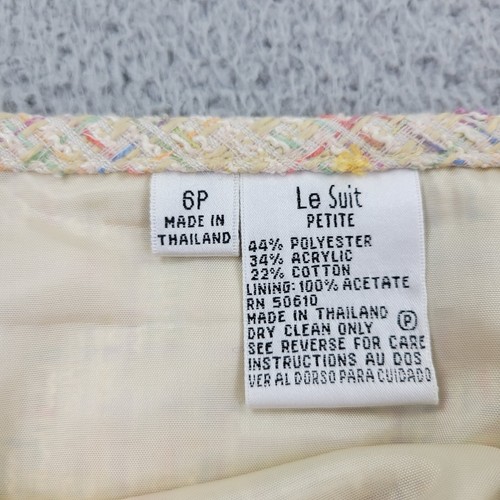 6P
MADE IN
THAILAND
Le Suit
PETITE
44% POLYESTER
34% ACRYLIC
22% COTTON
LINING: 100% ACETATE
RN 50610
MADE IN THAILAND
DRY CLEAN ONLY Ⓟ
SEE REVERSE FOR CARE
INSTRUCTIONS AU DOS
VER AL DORSO PARA CUIDADO